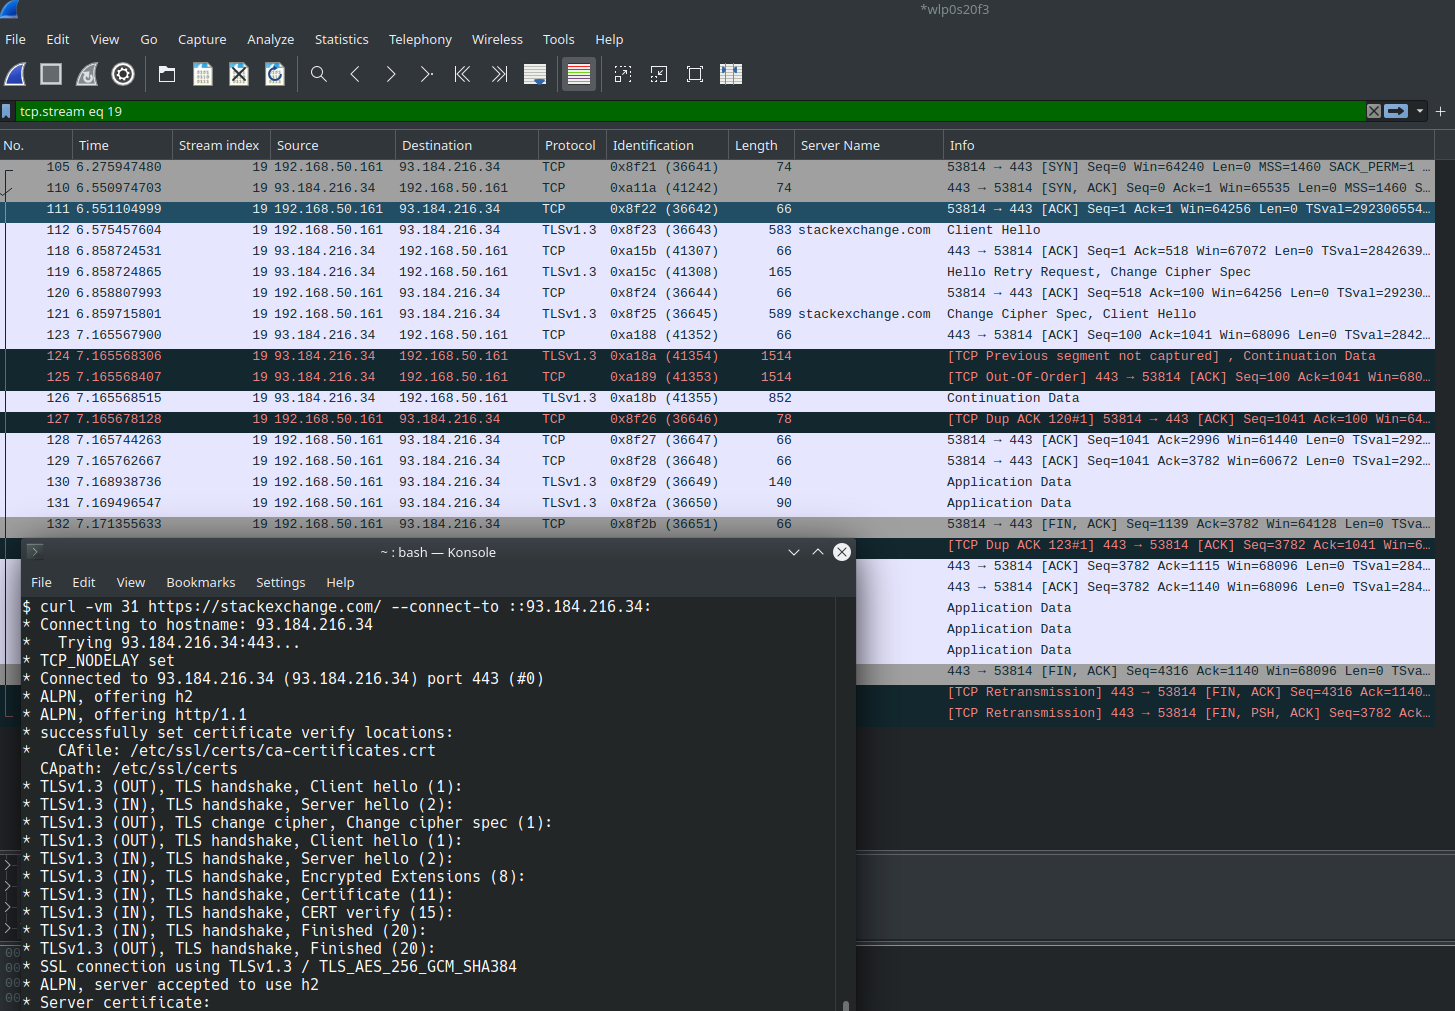 *wlp0s20f3
File Edit View Go Capture Analyze Statistics Telephony Wireless Tools Help
tcp.stream eq 19
No. Time Stream index Source Destination Protocol Identification Length Server Name Info
105 6.275947480 19 192.168.50.161 93.184.216.34 TCP 0x8f21 (36641) 74 53814 → 443 [SYN] Seq=0 Win=64240 Len=0 MSS=1460 SACK_PERM=1 …
110 6.550974703 19 93.184.216.34 192.168.50.161 TCP 0xa11a (41242) 74 443 → 53814 [SYN, ACK] Seq=0 Ack=1 Win=65535 Len=0 MSS=1460 S…
111 6.551104999 19 192.168.50.161 93.184.216.34 TCP 0x8f22 (36642) 66 53814 → 443 [ACK] Seq=1 Ack=1 Win=64256 Len=0 TSval=292306554…
112 6.575457604 19 192.168.50.161 93.184.216.34 TLSv1.3 0x8f23 (36643) 583 stackexchange.com Client Hello
118 6.858724531 19 93.184.216.34 192.168.50.161 TCP 0xa15b (41307) 66 443 → 53814 [ACK] Seq=1 Ack=518 Win=67072 Len=0 TSval=2842639…
119 6.858724865 19 93.184.216.34 192.168.50.161 TLSv1.3 0xa15c (41308) 165 Hello Retry Request, Change Cipher Spec
120 6.858807993 19 192.168.50.161 93.184.216.34 TCP 0x8f24 (36644) 66 53814 → 443 [ACK] Seq=518 Ack=100 Win=64256 Len=0 TSval=29230…
121 6.859715801 19 192.168.50.161 93.184.216.34 TLSv1.3 0x8f25 (36645) 589 stackexchange.com Change Cipher Spec, Client Hello
123 7.165567900 19 93.184.216.34 192.168.50.161 TCP 0xa188 (41352) 66 443 → 53814 [ACK] Seq=100 Ack=1041 Win=68096 Len=0 TSval=2842…
124 7.165568306 19 93.184.216.34 192.168.50.161 TLSv1.3 0xa18a (41354) 1514 [TCP Previous segment not captured] , Continuation Data
125 7.165568407 19 93.184.216.34 192.168.50.161 TCP 0xa189 (41353) 1514 [TCP Out-Of-Order] 443 → 53814 [ACK] Seq=100 Ack=1041 Win=680…
126 7.165568515 19 93.184.216.34 192.168.50.161 TLSv1.3 0xa18b (41355) 852 Continuation Data
127 7.165678128 19 192.168.50.161 93.184.216.34 TCP 0x8f26 (36646) 78 [TCP Dup ACK 120#1] 53814 → 443 [ACK] Seq=1041 Ack=100 Win=64…
128 7.165744263 19 192.168.50.161 93.184.216.34 TCP 0x8f27 (36647) 66 53814 → 443 [ACK] Seq=1041 Ack=2996 Win=61440 Len=0 TSval=292…
129 7.165762667 19 192.168.50.161 93.184.216.34 TCP 0x8f28 (36648) 66 53814 → 443 [ACK] Seq=1041 Ack=3782 Win=60672 Len=0 TSval=292…
130 7.168938736 19 192.168.50.161 93.184.216.34 TLSv1.3 0x8f29 (36649) 140 Application Data
131 7.169496547 19 192.168.50.161 93.184.216.34 TLSv1.3 0x8f2a (36650) 90 Application Data
132 7.171355633 19 192.168.50.161 93.184.216.34 TCP 0x8f2b (36651) 66 53814 → 443 [FIN, ACK] Seq=1139 Ack=3782 Win=64128 Len=0 TSva…
[TCP Dup ACK 123#1] 443 → 53814 [ACK] Seq=3782 Ack=1041 Win=6…
443 → 53814 [ACK] Seq=3782 Ack=1115 Win=68096 Len=0 TSval=284…
443 → 53814 [ACK] Seq=3782 Ack=1140 Win=68096 Len=0 TSval=284…
Application Data
Application Data
Application Data
443 → 53814 [FIN, ACK] Seq=4316 Ack=1140 Win=68096 Len=0 TSva…
[TCP Retransmission] 443 → 53814 [FIN, ACK] Seq=4316 Ack=1140…
[TCP Retransmission] 443 → 53814 [FIN, PSH, ACK] Seq=3782 Ack…
~ : bash — Konsole
File Edit View Bookmarks Settings Help
$ curl -vm 31 https://stackexchange.com/ --connect-to ::93.184.216.34:
* Connecting to hostname: 93.184.216.34
*   Trying 93.184.216.34:443...
* TCP_NODELAY set
* Connected to 93.184.216.34 (93.184.216.34) port 443 (#0)
* ALPN, offering h2
* ALPN, offering http/1.1
* successfully set certificate verify locations:
*   CAfile: /etc/ssl/certs/ca-certificates.crt
  CApath: /etc/ssl/certs
* TLSv1.3 (OUT), TLS handshake, Client hello (1):
* TLSv1.3 (IN), TLS handshake, Server hello (2):
* TLSv1.3 (OUT), TLS change cipher, Change cipher spec (1):
* TLSv1.3 (OUT), TLS handshake, Client hello (1):
* TLSv1.3 (IN), TLS handshake, Server hello (2):
* TLSv1.3 (IN), TLS handshake, Encrypted Extensions (8):
* TLSv1.3 (IN), TLS handshake, Certificate (11):
* TLSv1.3 (IN), TLS handshake, CERT verify (15):
* TLSv1.3 (IN), TLS handshake, Finished (20):
* TLSv1.3 (OUT), TLS handshake, Finished (20):
* SSL connection using TLSv1.3 / TLS_AES_256_GCM_SHA384
* ALPN, server accepted to use h2
* Server certificate:
00
00
00
00